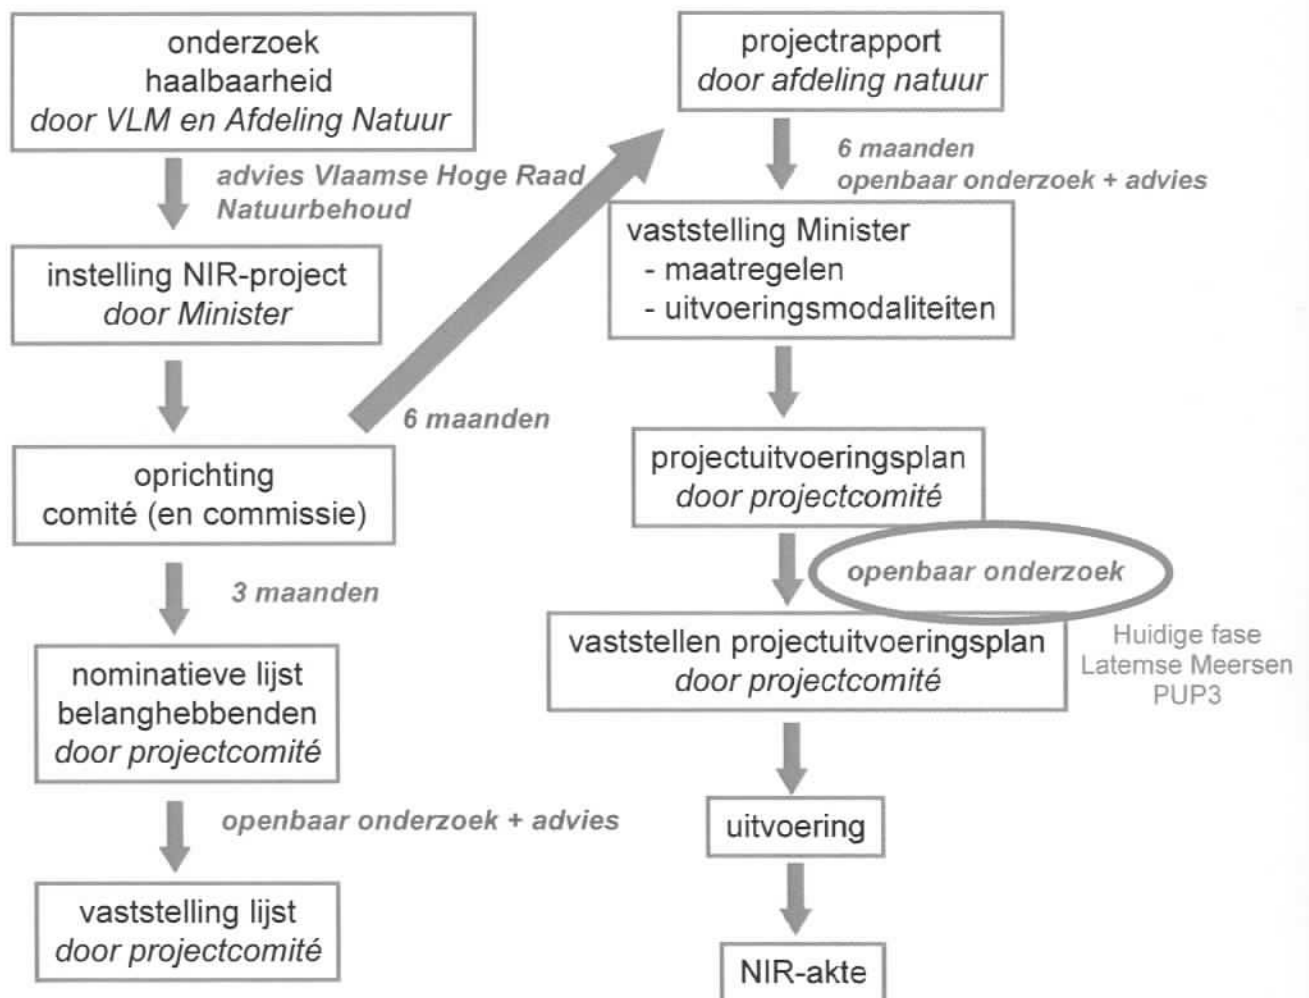 onderzoek
haalbaarheid
door VLM en Afdeling Natuur
advies Vlaamse Hoge Raad
Natuurbehoud
instelling NIR-project
door Minister
6 maanden
oprichting
comité (en commissie)
3 maanden
nominatieve lijst
belanghebbenden
door projectcomité
openbaar onderzoek + advies
vaststelling lijst
door projectcomité
projectrapport
door afdeling natuur
6 maanden
openbaar onderzoek + advies
vaststelling Minister
- maatregelen
- uitvoeringsmodaliteiten
projectuitvoeringsplan
door projectcomité
openbaar onderzoek
vaststellen projectuitvoeringsplan
door projectcomité
Huidige fase
Latemse Meersen
PUP3
uitvoering
NIR-akte